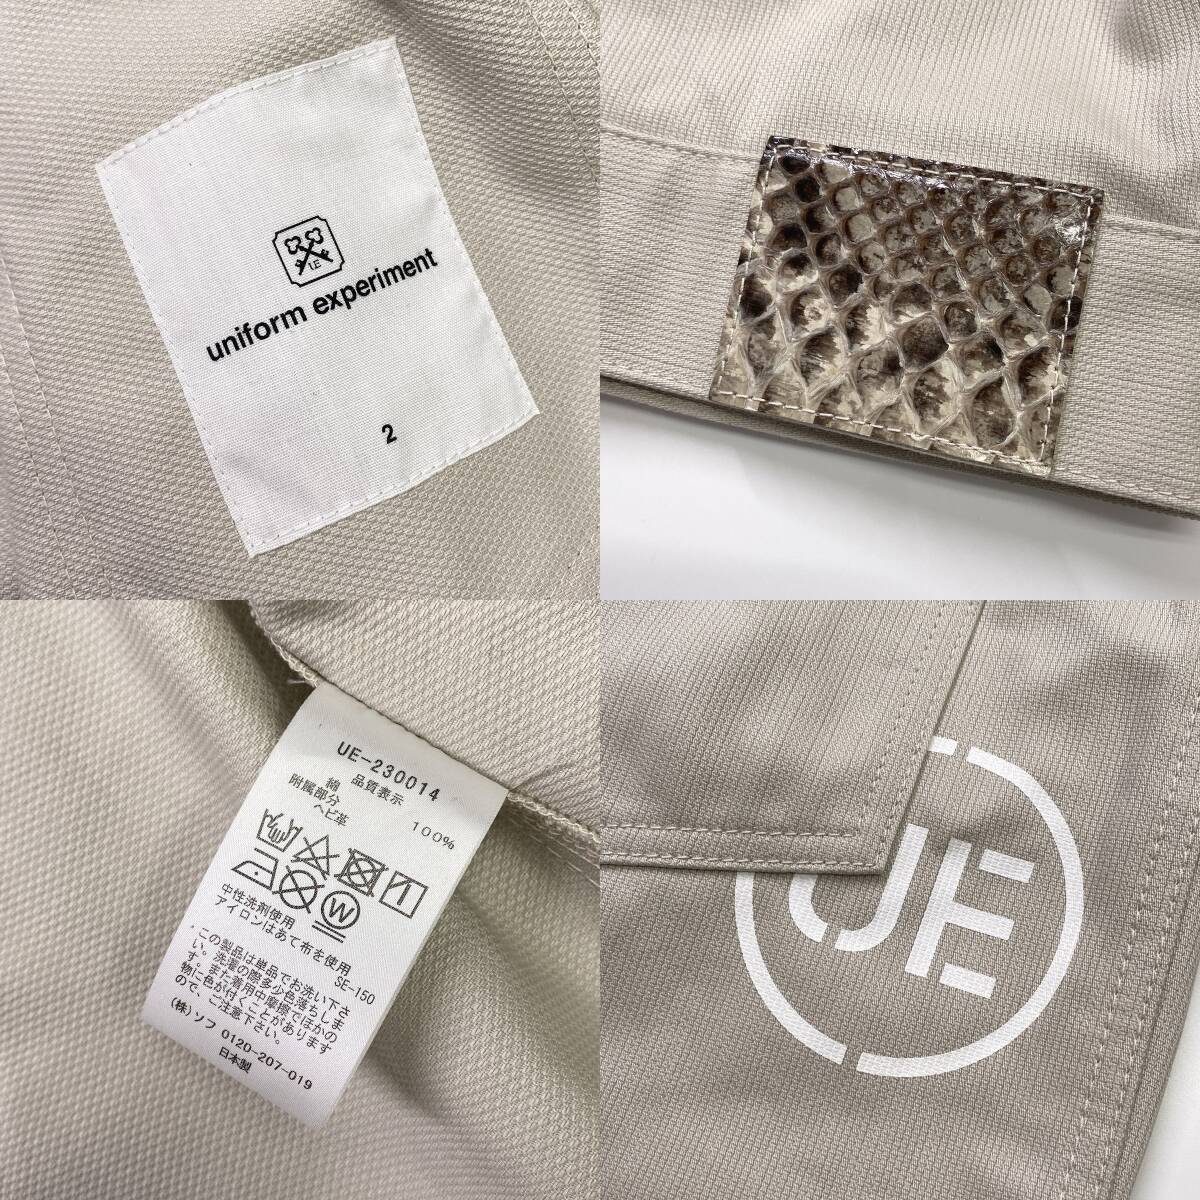 UE
uniform experiment
2
UE-230014
品質表示
綿 100%
附属部分
ヘビ革
W
中性洗剤使用
アイロンはあて布を使用
SE-150
・この製品は単品でお洗い下さ
い。洗濯の際多少色落ちしま
す。また着用中摩擦でほかの
物に色が付くことがあります
ので、ご注意下さい。
(株)ソフ 0120-207-019
日本製
UE